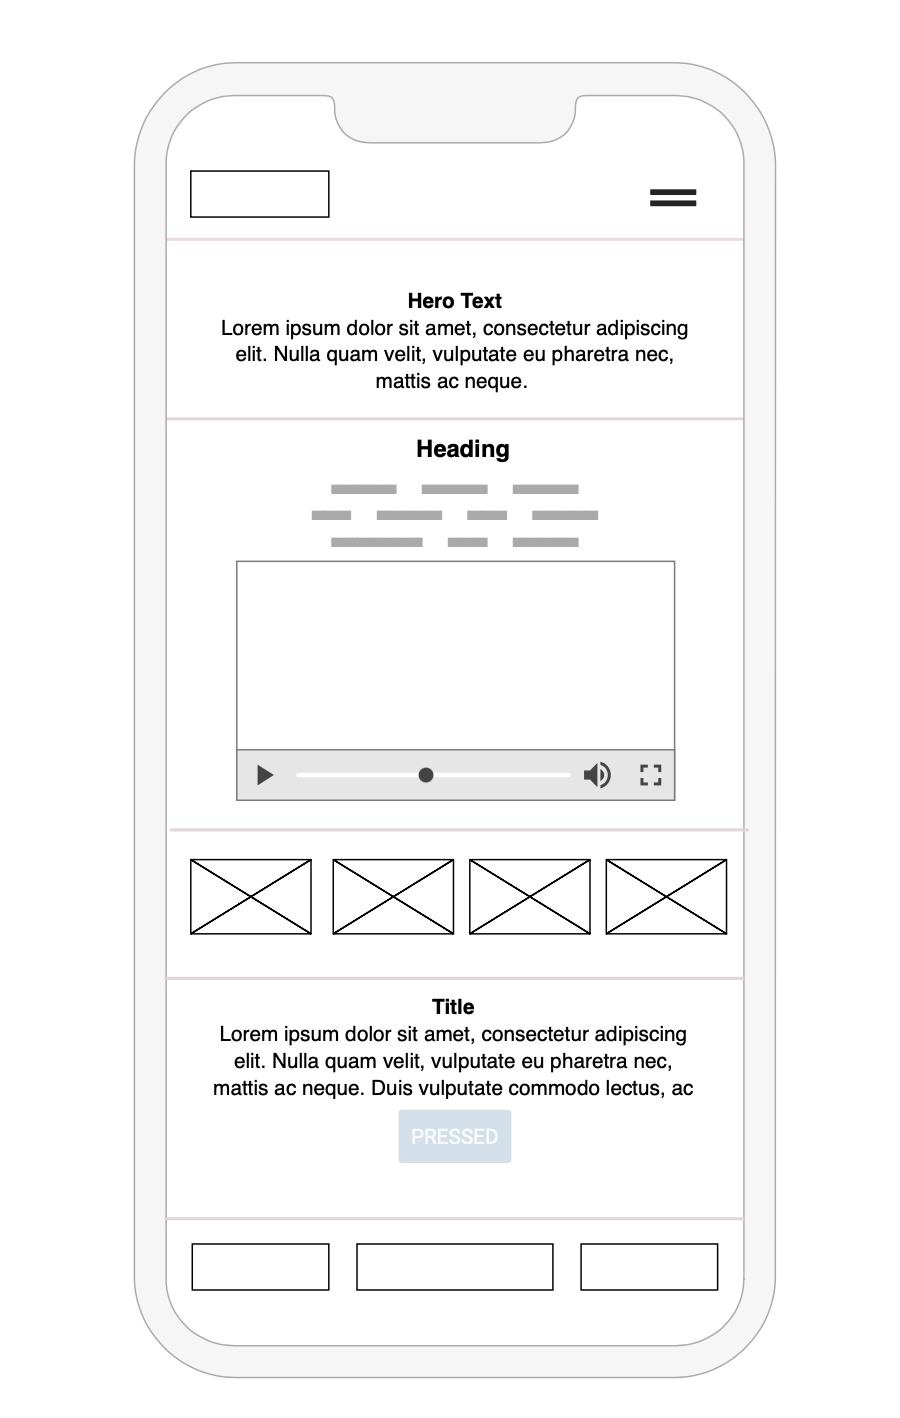 Hero Text
Lorem ipsum dolor sit amet, consectetur adipiscing
elit. Nulla quam velit, vulputate eu pharetra nec,
mattis ac neque.
Heading
Title
Lorem ipsum dolor sit amet, consectetur adipiscing
elit. Nulla quam velit, vulputate eu pharetra nec,
mattis ac neque. Duis vulputate commodo lectus, ac
PRESSED